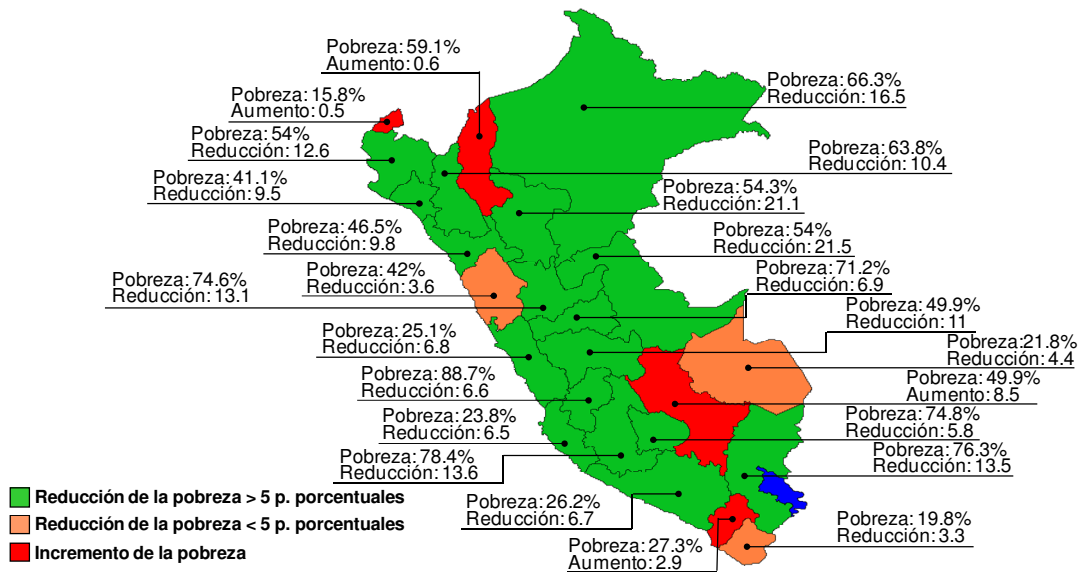 Pobreza: 59.1%
Aumento: 0.6
Pobreza: 66.3%
Reducción: 16.5
Pobreza: 15.8%
Aumento: 0.5
Pobreza: 54%
Reducción: 12.6
Pobreza: 63.8%
Reducción: 10.4
Pobreza: 41.1%
Reducción: 9.5
Pobreza: 54.3%
Reducción: 21.1
Pobreza: 46.5%
Reducción: 9.8
Pobreza: 54%
Reducción: 21.5
Pobreza: 74.6%
Reducción: 13.1
Pobreza: 42%
Reducción: 3.6
Pobreza: 71.2%
Reducción: 6.9
Pobreza: 49.9%
Reducción: 11
Pobreza: 25.1%
Reducción: 6.8
Pobreza: 21.8%
Reducción: 4.4
Pobreza: 88.7%
Reducción: 6.6
Pobreza: 49.9%
Aumento: 8.5
Pobreza: 23.8%
Reducción: 6.5
Pobreza: 74.8%
Reducción: 5.8
Pobreza: 78.4%
Reducción: 13.6
Pobreza: 76.3%
Reducción: 13.5
Pobreza: 26.2%
Reducción: 6.7
Pobreza: 19.8%
Reducción: 3.3
Pobreza: 27.3%
Aumento: 2.9
Reducción de la pobreza > 5 p. porcentuales
Reducción de la pobreza < 5 p. porcentuales
Incremento de la pobreza